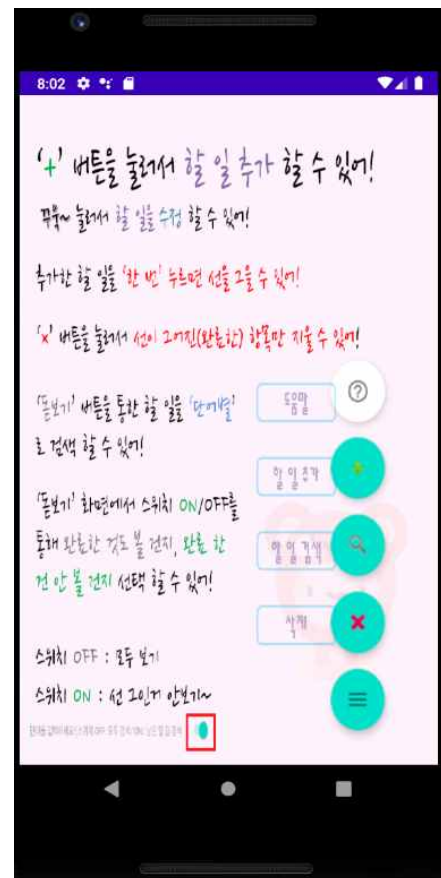 8:02
'+' 버튼을 눌러서 할 일 추가 할 수 있어!
꾸욱~ 눌러서 할 일을 수정 할 수 있어!
추가한 할 일을 '한 번' 누르면 선을 그을 수 있어!
'x' 버튼을 눌러서 선이 그어진(완료한) 항목만 지울 수 있어!
'돋보기' 버튼을 통한 할 일을 '단어별'
로 검색 할 수 있어!
'돋보기' 화면에서 스위치 ON/OFF를
통해 완료한 것도 볼 건지, 완료 한
건 안 볼 건지 선택 할 수 있어!
스위치 OFF : 모두 보기
스위치 ON : 선 그인거 안보기~
도움말
할 일 추가
할 일 검색
삭제